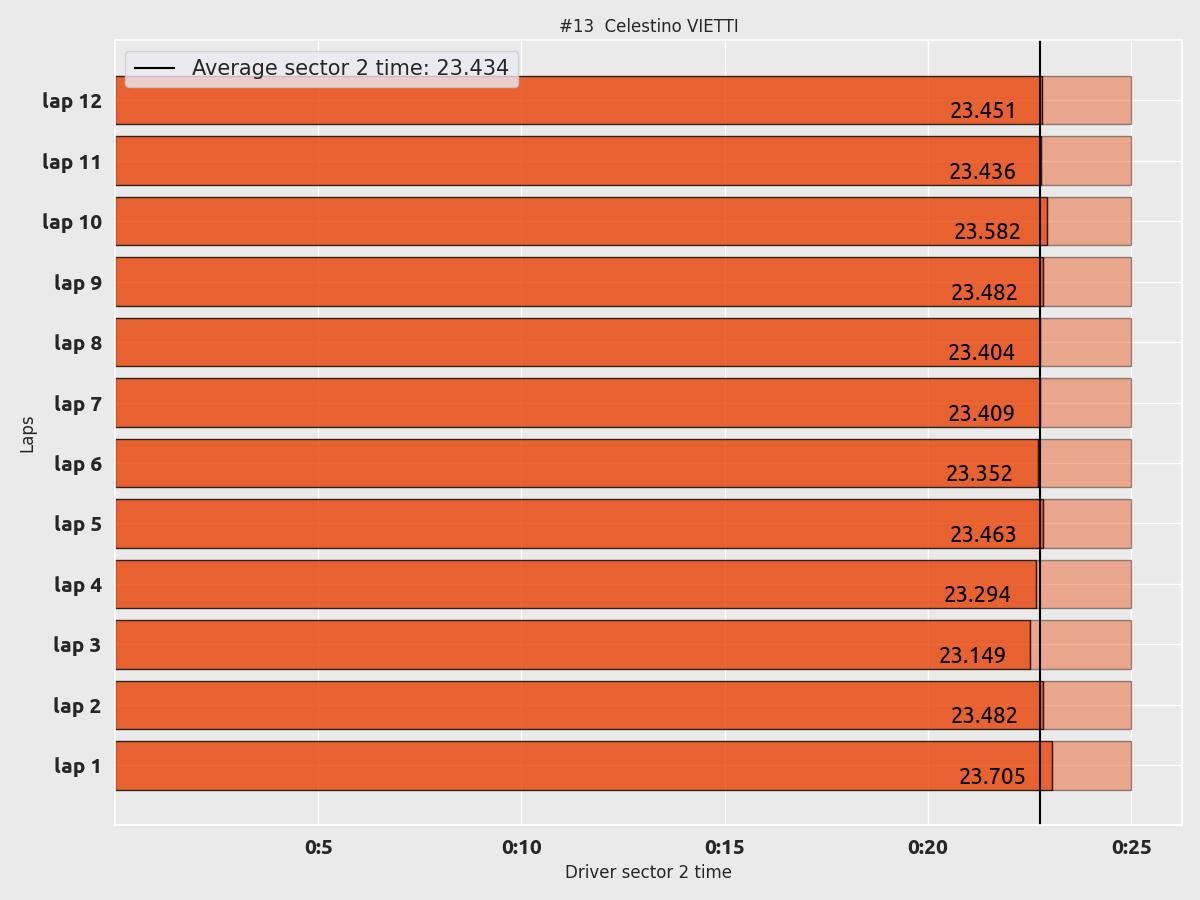 #13  Celestino VIETTI
Average sector 2 time: 23.434
lap 12 23.451
lap 11 23.436
lap 10 23.582
lap 9 23.482
lap 8 23.404
lap 7 23.409
lap 6 23.352
lap 5 23.463
lap 4 23.294
lap 3 23.149
lap 2 23.482
lap 1 23.705
Laps
0:5 0:10 0:15 0:20 0:25
Driver sector 2 time